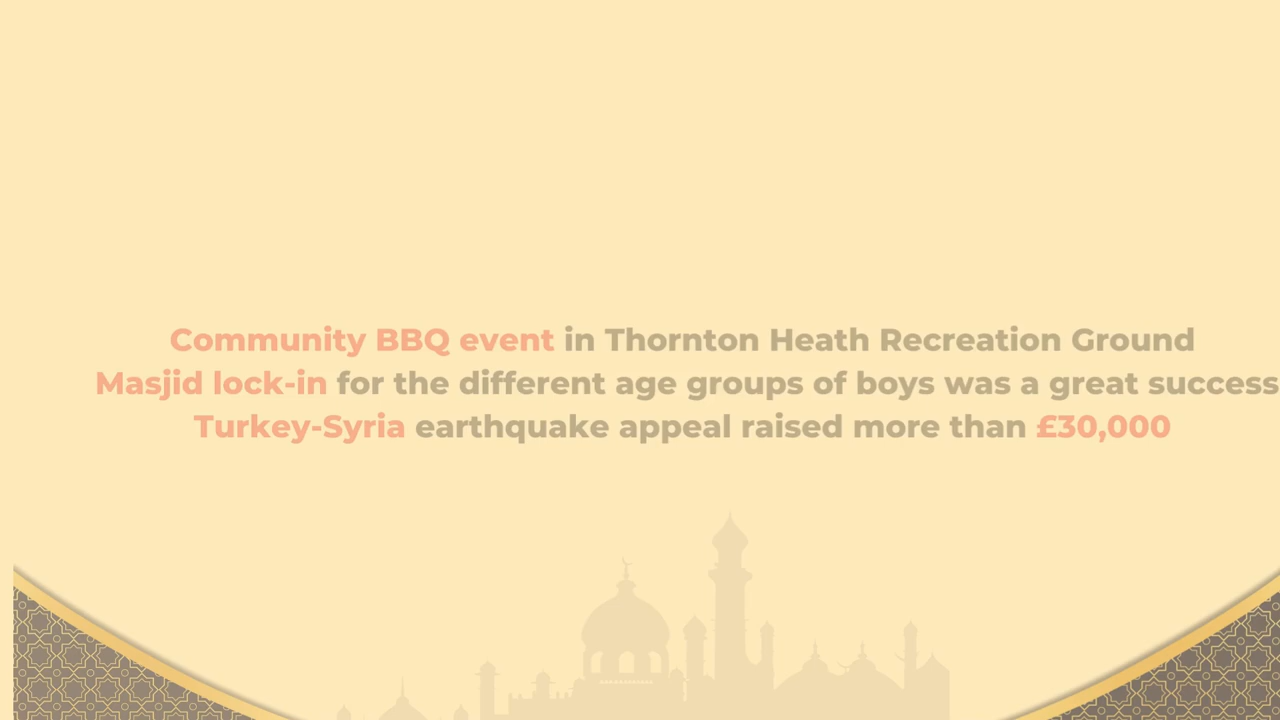 Community BBQ event in Thornton Heath Recreation Ground
Masjid lock-in for the different age groups of boys was a great success
Turkey-Syria earthquake appeal raised more than £30,000